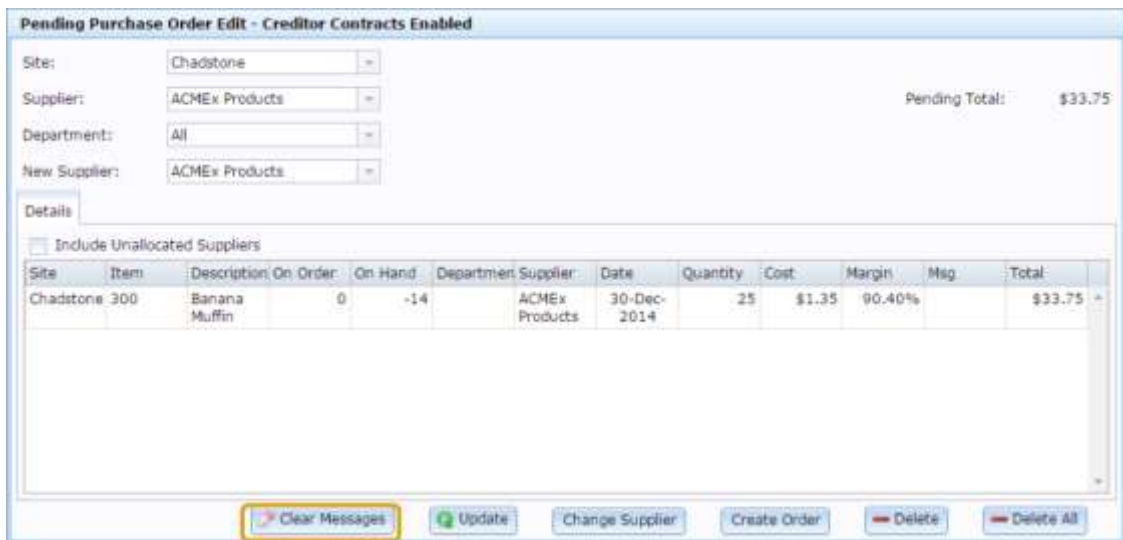 Pending Purchase Order Edit - Creditor Contracts Enabled
Site: Chadstone
Supplier: ACMEx Products Pending Total: $33.75
Department: All
New Supplier: ACMEx Products
Details
Include Unallocated Suppliers
Site Item Description On Order On Hand Departmen Supplier Date Quantity Cost Margin Msg Total
Chadstone 300 Banana 0 -14 ACMEx 30-Dec- 25 $1.35 90.40% $33.75
Muffin Products 2014
Clear Messages Update Change Supplier Create Order Delete Delete All